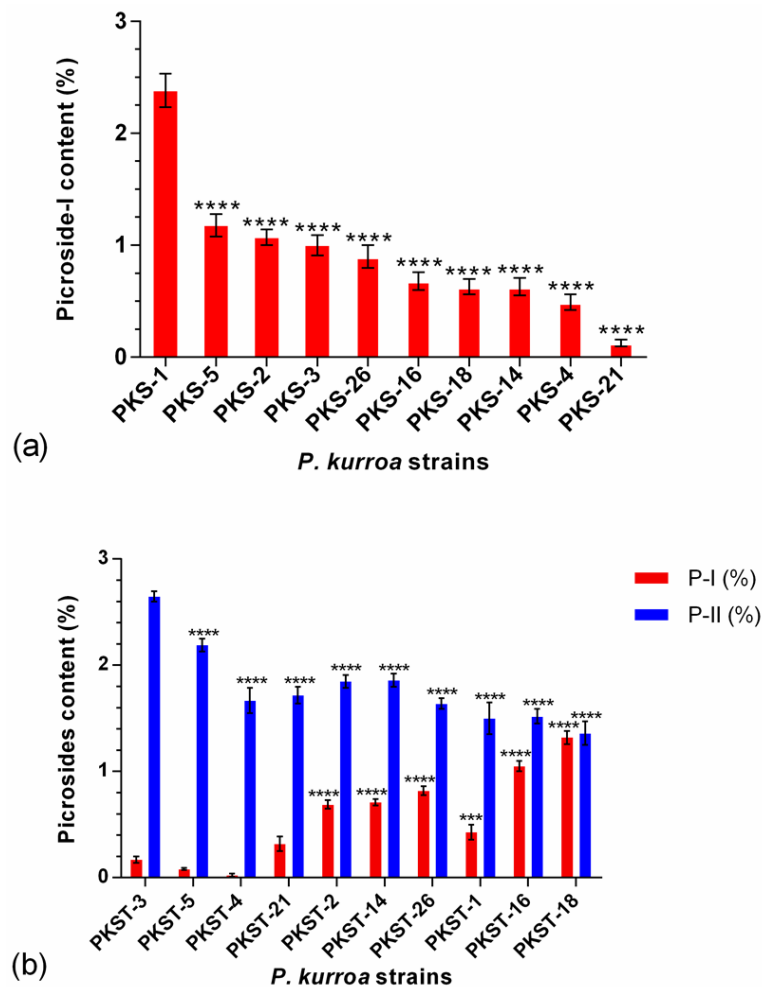 3
2
1
0
Picroside-I content (%)
****
****
****
****
****
****
****
****
****
PKS-1
PKS-5
PKS-2
PKS-3
PKS-26
PKS-16
PKS-18
PKS-14
PKS-4
PKS-21
(a)
P. kurroa strains
3
2
1
0
Picrosides content (%)
P-I (%)
P-II (%)
****
****
****
****
****
****
****
****
****
****
***
****
****
****
****
PKST-3
PKST-5
PKST-4
PKST-21
PKST-2
PKST-14
PKST-26
PKST-1
PKST-16
PKST-18
(b)
P. kurroa strains